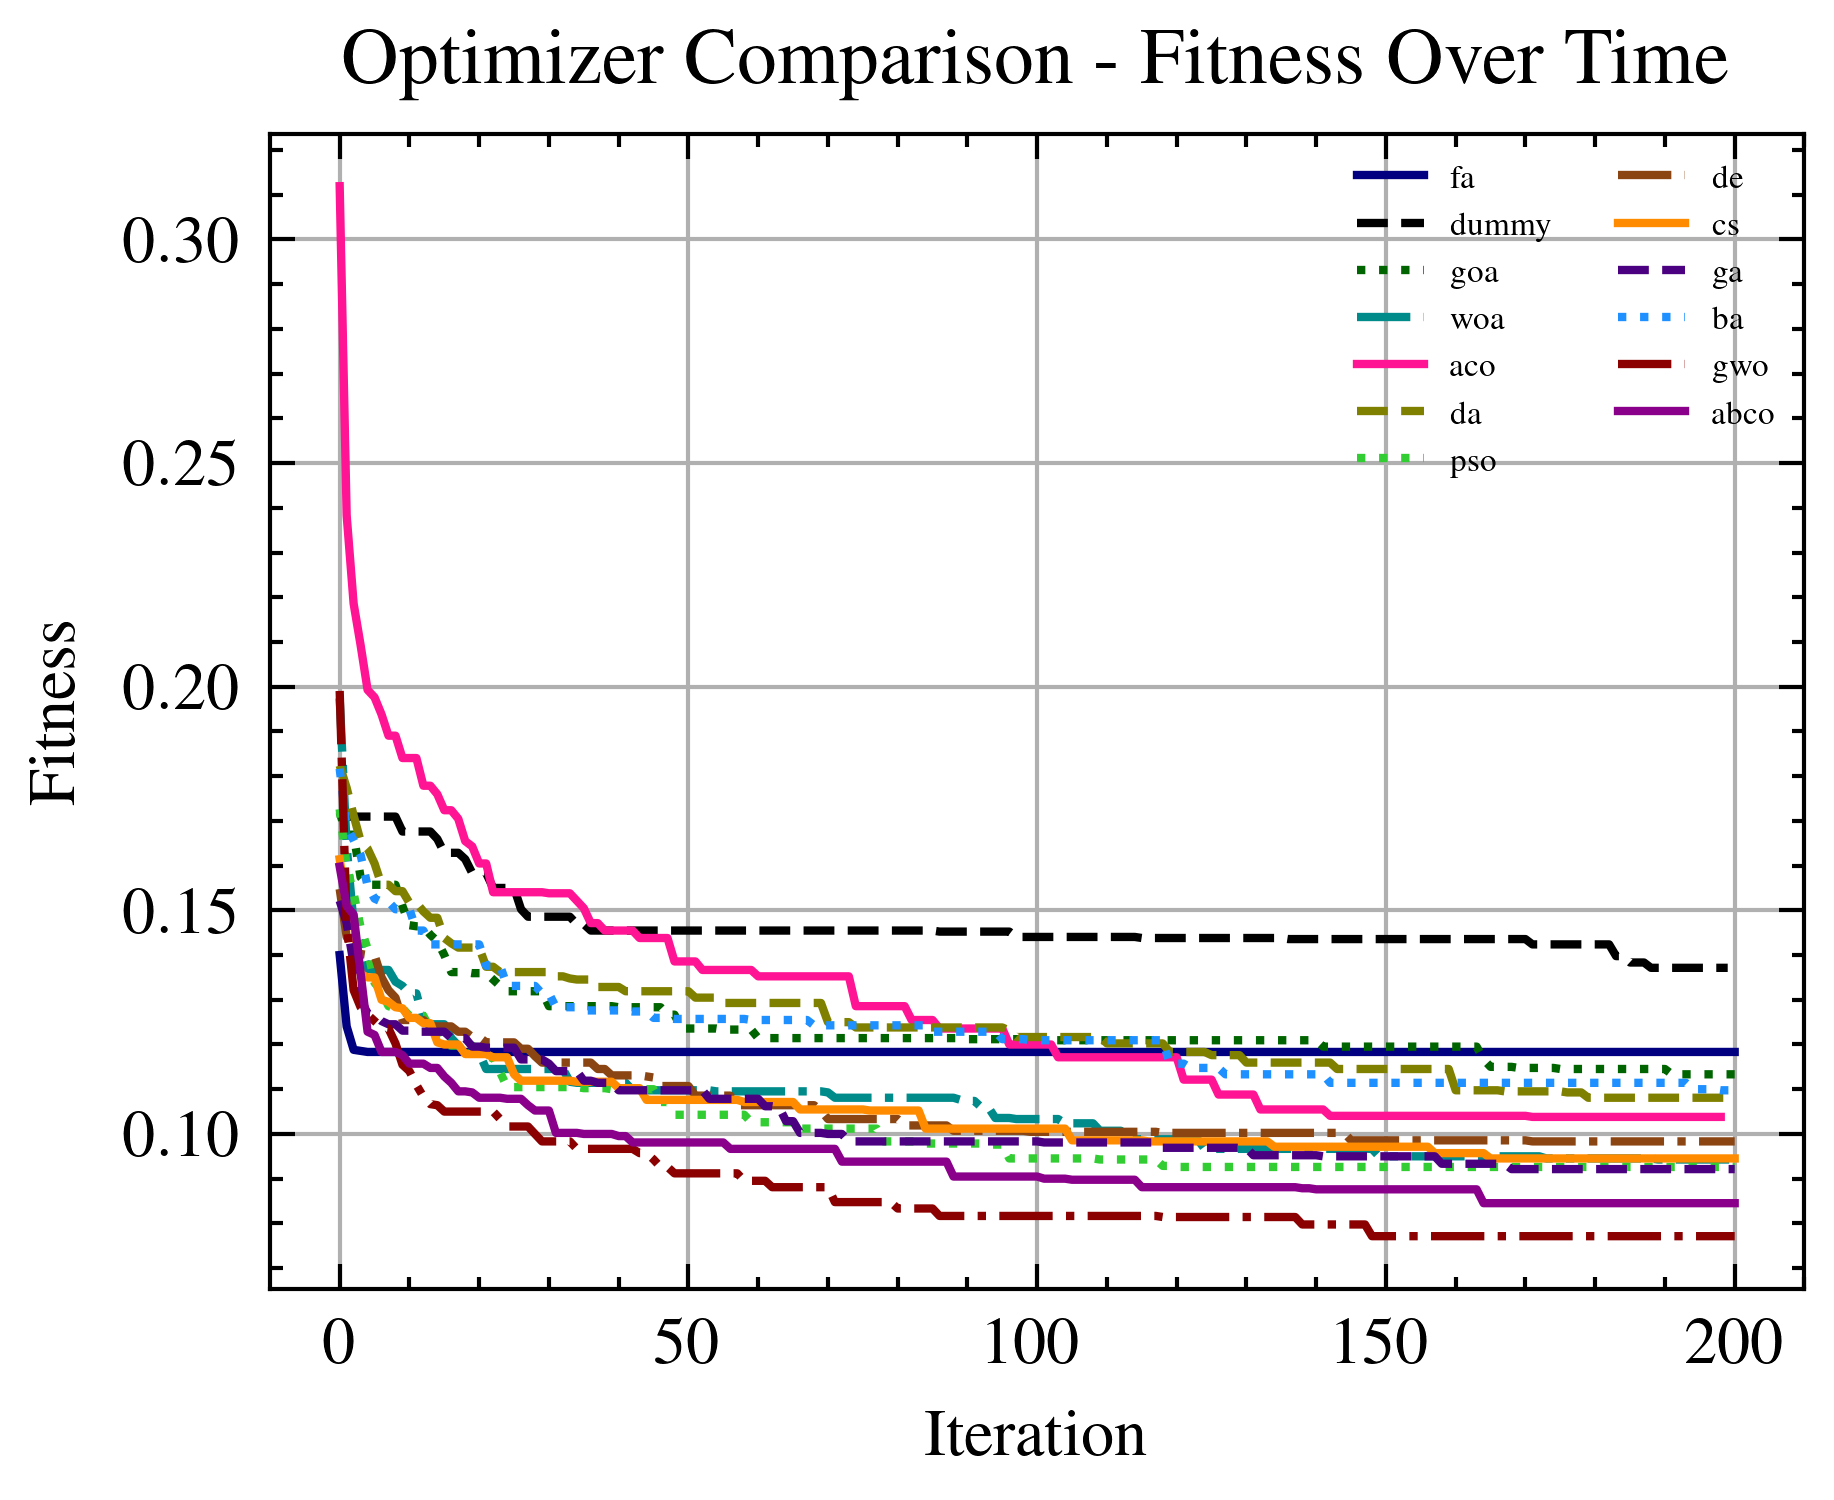 Optimizer Comparison - Fitness Over Time
0.30
0.25
0.20
0.15
0.10
Fitness
fa
dummy
goa
woa
aco
da
pso
de
cs
ga
ba
gwo
abco
0
50
100
150
200
Iteration